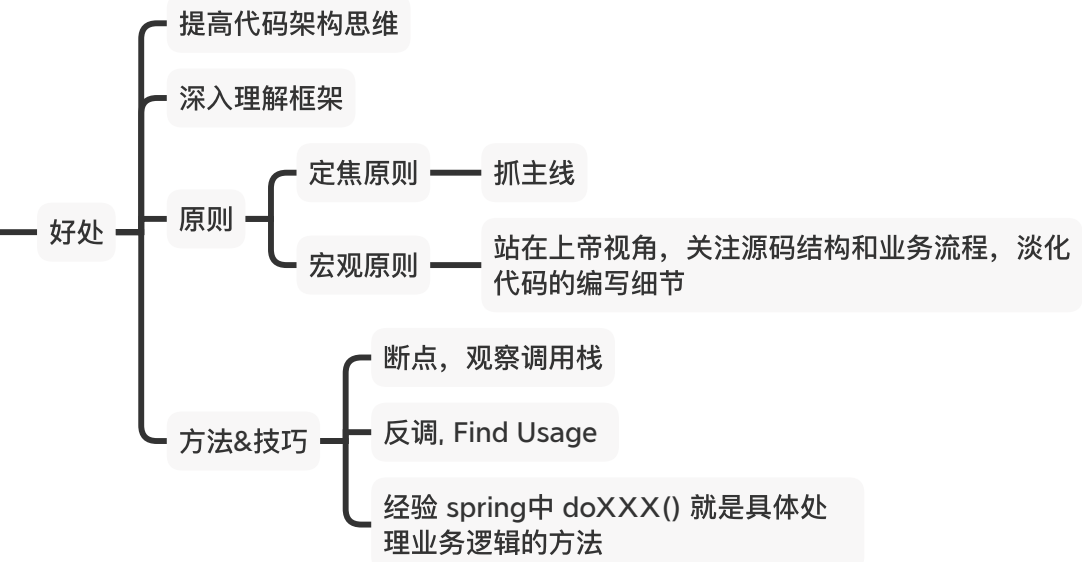 提高代码架构思维
深入理解框架
好处
原则
定焦原则
抓主线
宏观原则
站在上帝视角，关注源码结构和业务流程，淡化
代码的编写细节
方法&技巧
断点，观察调用栈
反调, Find Usage
经验 spring中 doXXX() 就是具体处
理业务逻辑的方法